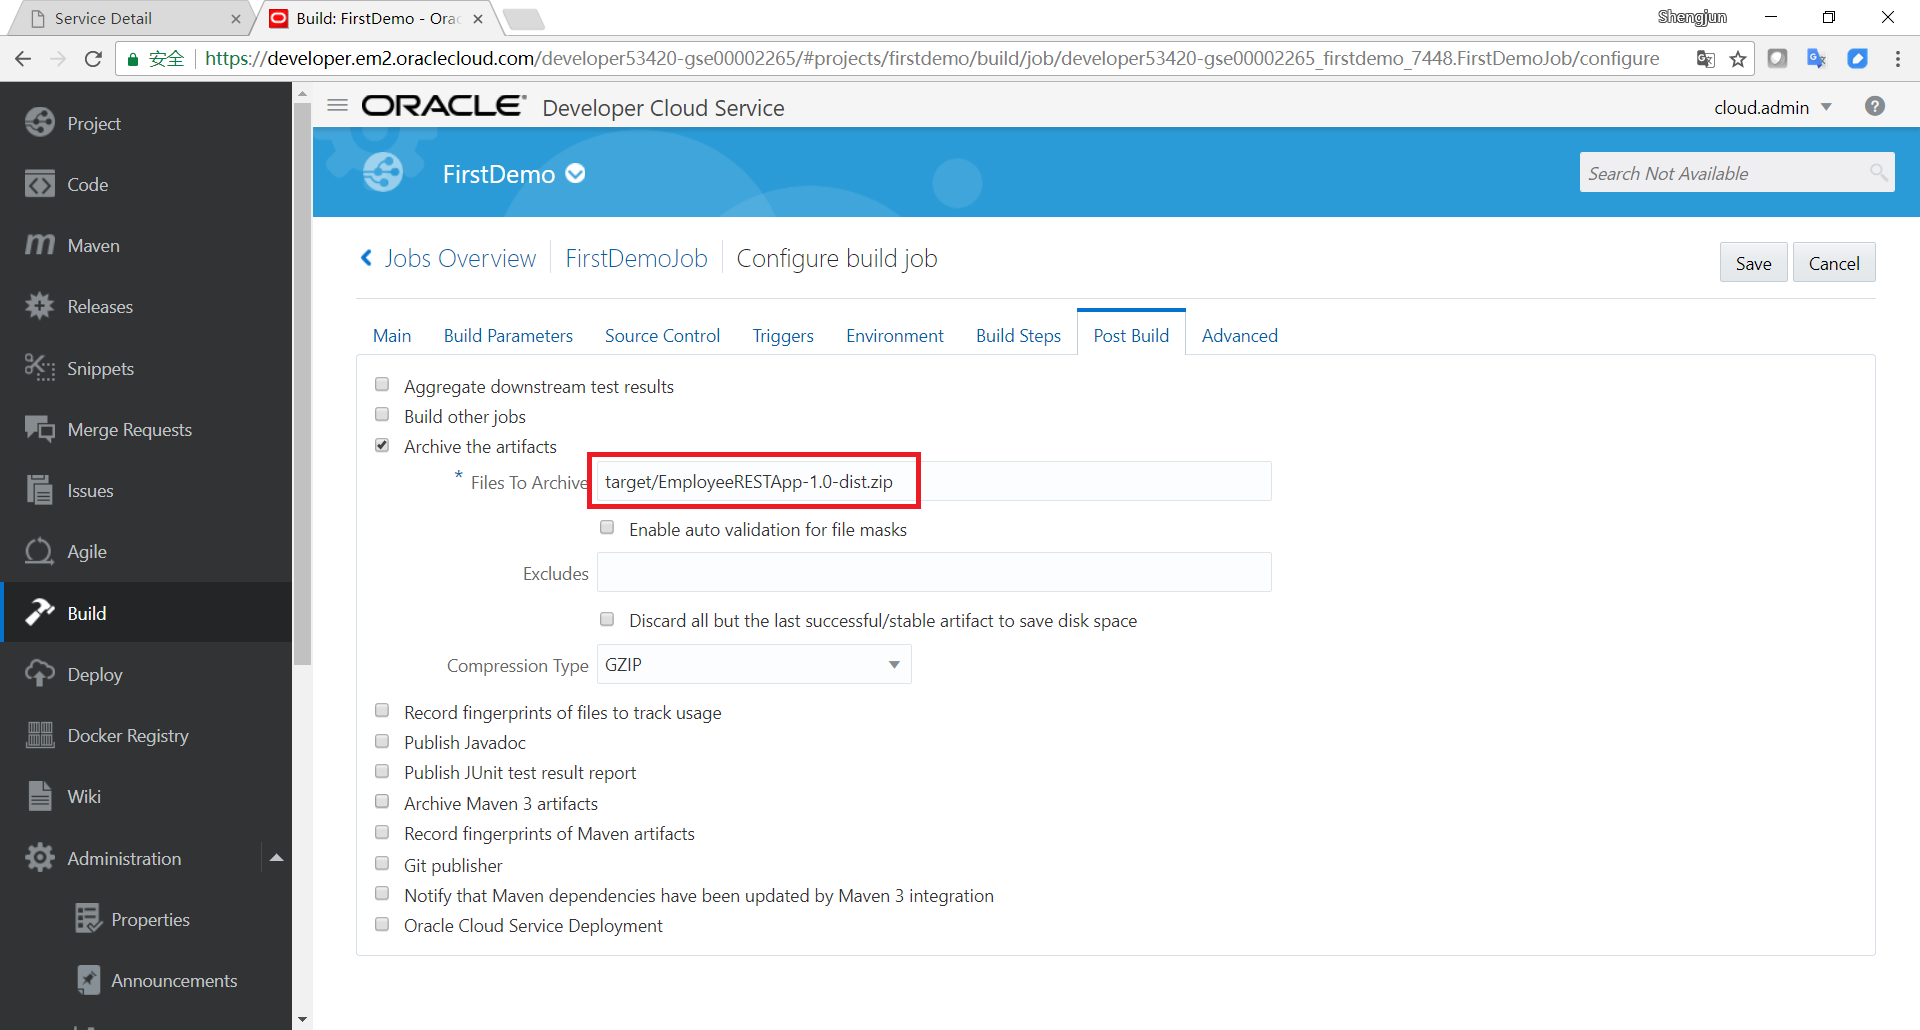 Service Detail
Build: FirstDemo - Orac
Shengjun
安全
https://developer.em2.oraclecloud.com/developer53420-gse00002265/#projects/firstdemo/build/job/developer53420-gse00002265_firstdemo_7448.FirstDemoJob/configure
Project
Code
Maven
Releases
Snippets
Merge Requests
Issues
Agile
Build
Deploy
Docker Registry
Wiki
Administration
Properties
Announcements
ORACLE® Developer Cloud Service
cloud.admin
FirstDemo
Search Not Available
Jobs Overview FirstDemoJob Configure build job
Save Cancel
Main Build Parameters Source Control Triggers Environment Build Steps Post Build Advanced
Aggregate downstream test results
Build other jobs
Archive the artifacts
* Files To Archive target/EmployeeRESTApp-1.0-dist.zip
Enable auto validation for file masks
Excludes
Discard all but the last successful/stable artifact to save disk space
Compression Type GZIP
Record fingerprints of files to track usage
Publish Javadoc
Publish JUnit test result report
Archive Maven 3 artifacts
Record fingerprints of Maven artifacts
Git publisher
Notify that Maven dependencies have been updated by Maven 3 integration
Oracle Cloud Service Deployment